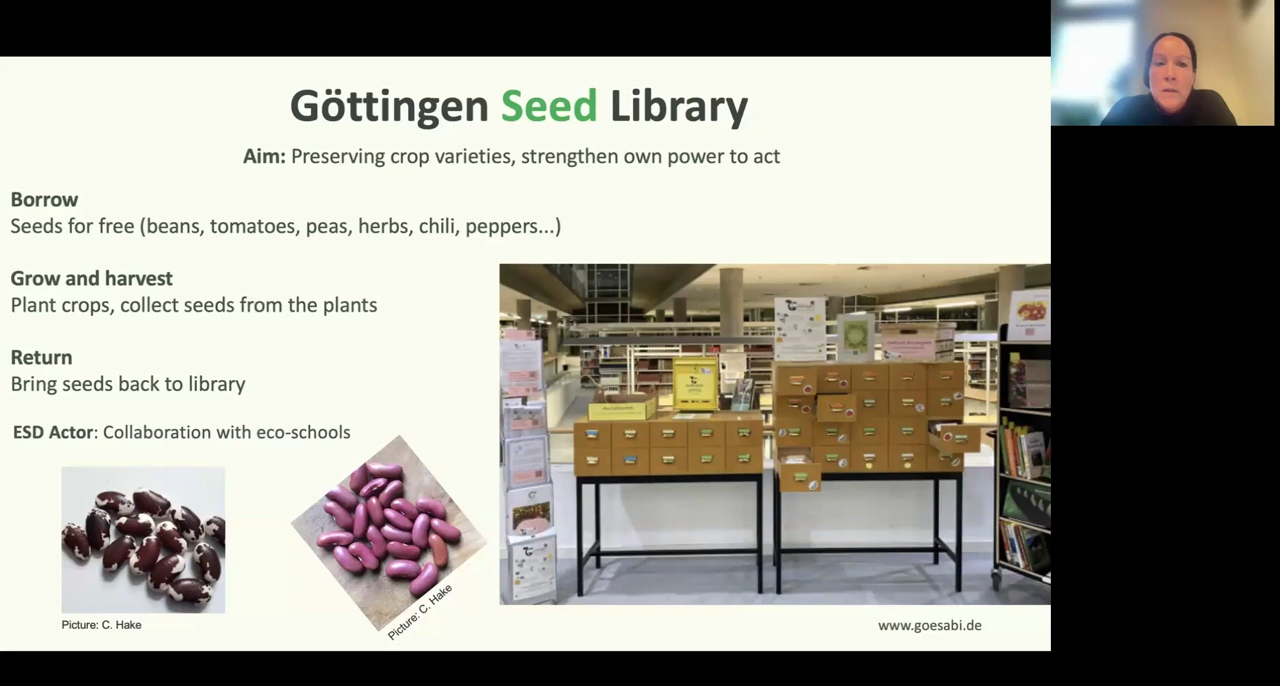 Göttingen Seed Library
Aim: Preserving crop varieties, strengthen own power to act
Borrow
Seeds for free (beans, tomatoes, peas, herbs, chili, peppers...)
Grow and harvest
Plant crops, collect seeds from the plants
Return
Bring seeds back to library
ESD Actor: Collaboration with eco-schools
Picture: C. Hake
Picture: C. Hake
www.goesabi.de